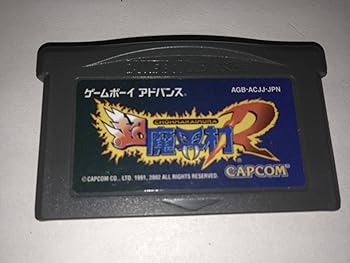 ゲームボーイ アドバンス AGB-ACJJ-JPN
CHOHMAKAIMURA
超魔界村R
CAPCOM
©CAPCOM CO., LTD. 1991, 2002 ALL RIGHTS RESERVED.